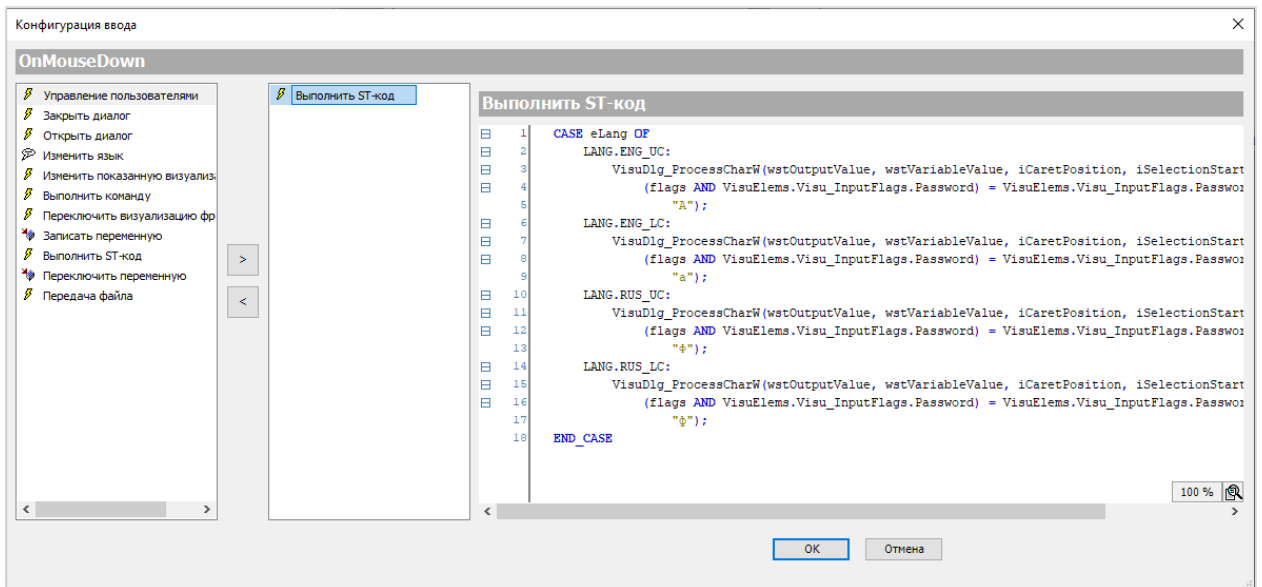 Конфигурация ввода
OnMouseDown
Управление пользователями
Закрыть диалог
Открыть диалог
Изменить язык
Изменить показанную визуализ
Выполнить команду
Переключить визуализацию фр
Записать переменную
Выполнить ST-код
Переключить переменную
Передача файла
>
<
Выполнить ST-код
Выполнить ST-код
1 CASE eLang OF
2 LANG.ENG_UC:
3 VisuDlg_ProcessCharW(wstOutputValue, wstVariableValue, iCaretPosition, iSelectionStart
4 (flags AND VisuElems.Visu_InputFlags.Password) = VisuElems.Visu_InputFlags.Passwor
5 "A");
6 LANG.ENG_LC:
7 VisuDlg_ProcessCharW(wstOutputValue, wstVariableValue, iCaretPosition, iSelectionStart
8 (flags AND VisuElems.Visu_InputFlags.Password) = VisuElems.Visu_InputFlags.Passwor
9 "a");
10 LANG.RUS_UC:
11 VisuDlg_ProcessCharW(wstOutputValue, wstVariableValue, iCaretPosition, iSelectionStart
12 (flags AND VisuElems.Visu_InputFlags.Password) = VisuElems.Visu_InputFlags.Passwor
13 "Ф");
14 LANG.RUS_LC:
15 VisuDlg_ProcessCharW(wstOutputValue, wstVariableValue, iCaretPosition, iSelectionStart
16 (flags AND VisuElems.Visu_InputFlags.Password) = VisuElems.Visu_InputFlags.Passwor
17 "ф");
18 END_CASE
100 %
OK
Отмена